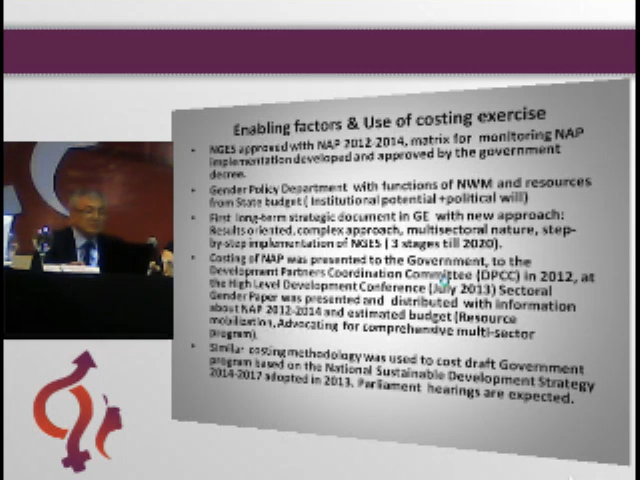 Enabling factors & Use of costing exercise
• NGES approved with NAP 2012-2014, matrix for monitoring NAP
implementation developed and approved by the government
decree.
• Gender Policy Department with functions of NWM and resources
from State budget ( Institutional potential +political will)
• First long-term strategic document in GE with new approach:
Results oriented, complex approach, multisectoral nature, step-
by-step implementation of NGES ( 3 stages till 2020).
• Costing of NAP was presented to the Government, to the
Development Partners Coordination Committee (DPCC) in 2012, at
the High Level Development Conference (July 2013) Sectoral
Gender Paper was presented and distributed with information
about NAP 2012-2014 and estimated budget (Resource
mobilization, Advocating for comprehensive multi-sector
program).
• Similar costing methodology was used to cost draft Government
program based on the National Sustainable Development Strategy
2014-2017 adopted in 2013, Parliament hearings are expected.